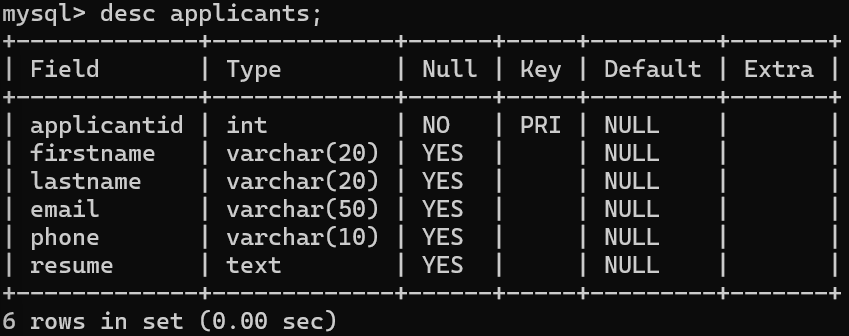 mysql> desc applicants;
+-------------+-------------+------+-----+---------+-------+
| Field       | Type        | Null | Key | Default | Extra |
+-------------+-------------+------+-----+---------+-------+
| applicantid | int         | NO   | PRI | NULL    |       |
| firstname   | varchar(20) | YES  |     | NULL    |       |
| lastname    | varchar(20) | YES  |     | NULL    |       |
| email       | varchar(50) | YES  |     | NULL    |       |
| phone       | varchar(10) | YES  |     | NULL    |       |
| resume      | text        | YES  |     | NULL    |       |
+-------------+-------------+------+-----+---------+-------+
6 rows in set (0.00 sec)